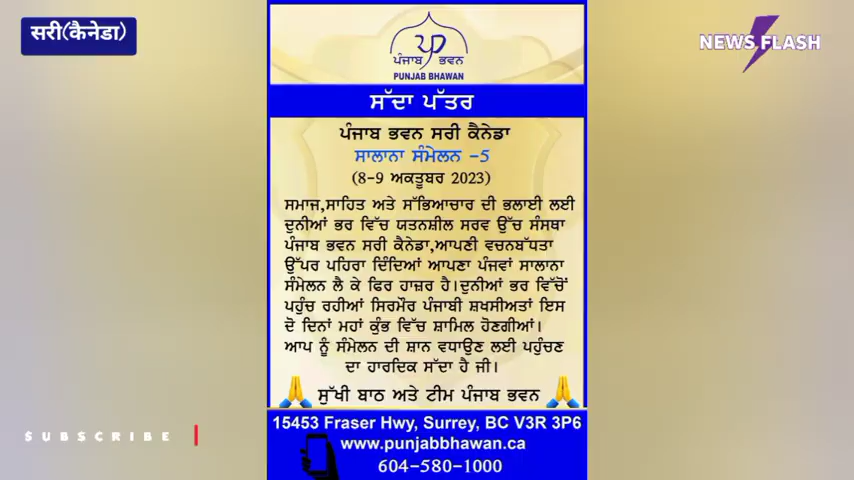 सरी(कैनेडा)
NEWS FLASH
ਪੰਜਾਬ ਭਵਨ
PUNJAB BHAWAN
ਸੱਦਾ ਪੱਤਰ
ਪੰਜਾਬ ਭਵਨ ਸਰੀ ਕੈਨੇਡਾ
ਸਾਲਾਨਾ ਸੰਮੇਲਨ -5
(8-9 ਅਕਤੂਬਰ 2023)
ਸਮਾਜ,ਸਾਹਿਤ ਅਤੇ ਸੱਭਿਆਚਾਰ ਦੀ ਭਲਾਈ ਲਈ
ਦੁਨੀਆਂ ਭਰ ਵਿੱਚ ਯਤਨਸ਼ੀਲ ਸਰਵ ਉੱਚ ਸੰਸਥਾ
ਪੰਜਾਬ ਭਵਨ ਸਰੀ ਕੈਨੇਡਾ,ਆਪਣੀ ਵਚਨਬੱਧਤਾ
ਉੱਪਰ ਪਹਿਰਾ ਦਿੰਦਿਆਂ ਆਪਣਾ ਪੰਜਵਾਂ ਸਾਲਾਨਾ
ਸੰਮੇਲਨ ਲੈ ਕੇ ਫਿਰ ਹਾਜ਼ਰ ਹੈ।ਦੁਨੀਆਂ ਭਰ ਵਿੱਚੋਂ
ਪਹੁੰਚ ਰਹੀਆਂ ਸਿਰਮੌਰ ਪੰਜਾਬੀ ਸ਼ਖਸੀਅਤਾਂ ਇਸ
ਦੋ ਦਿਨਾਂ ਮਹਾਂ ਕੁੰਭ ਵਿੱਚ ਸ਼ਾਮਿਲ ਹੋਣਗੀਆਂ।
ਆਪ ਨੂੰ ਸੰਮੇਲਨ ਦੀ ਸ਼ਾਨ ਵਧਾਉਣ ਲਈ ਪਹੁੰਚਣ
ਦਾ ਹਾਰਦਿਕ ਸੱਦਾ ਹੈ ਜੀ।
ਸੁੱਖੀ ਬਾਠ ਅਤੇ ਟੀਮ ਪੰਜਾਬ ਭਵਨ
15453 Fraser Hwy, Surrey, BC V3R 3P6
www.punjabbhawan.ca
604-580-1000
SUBSCRIBE